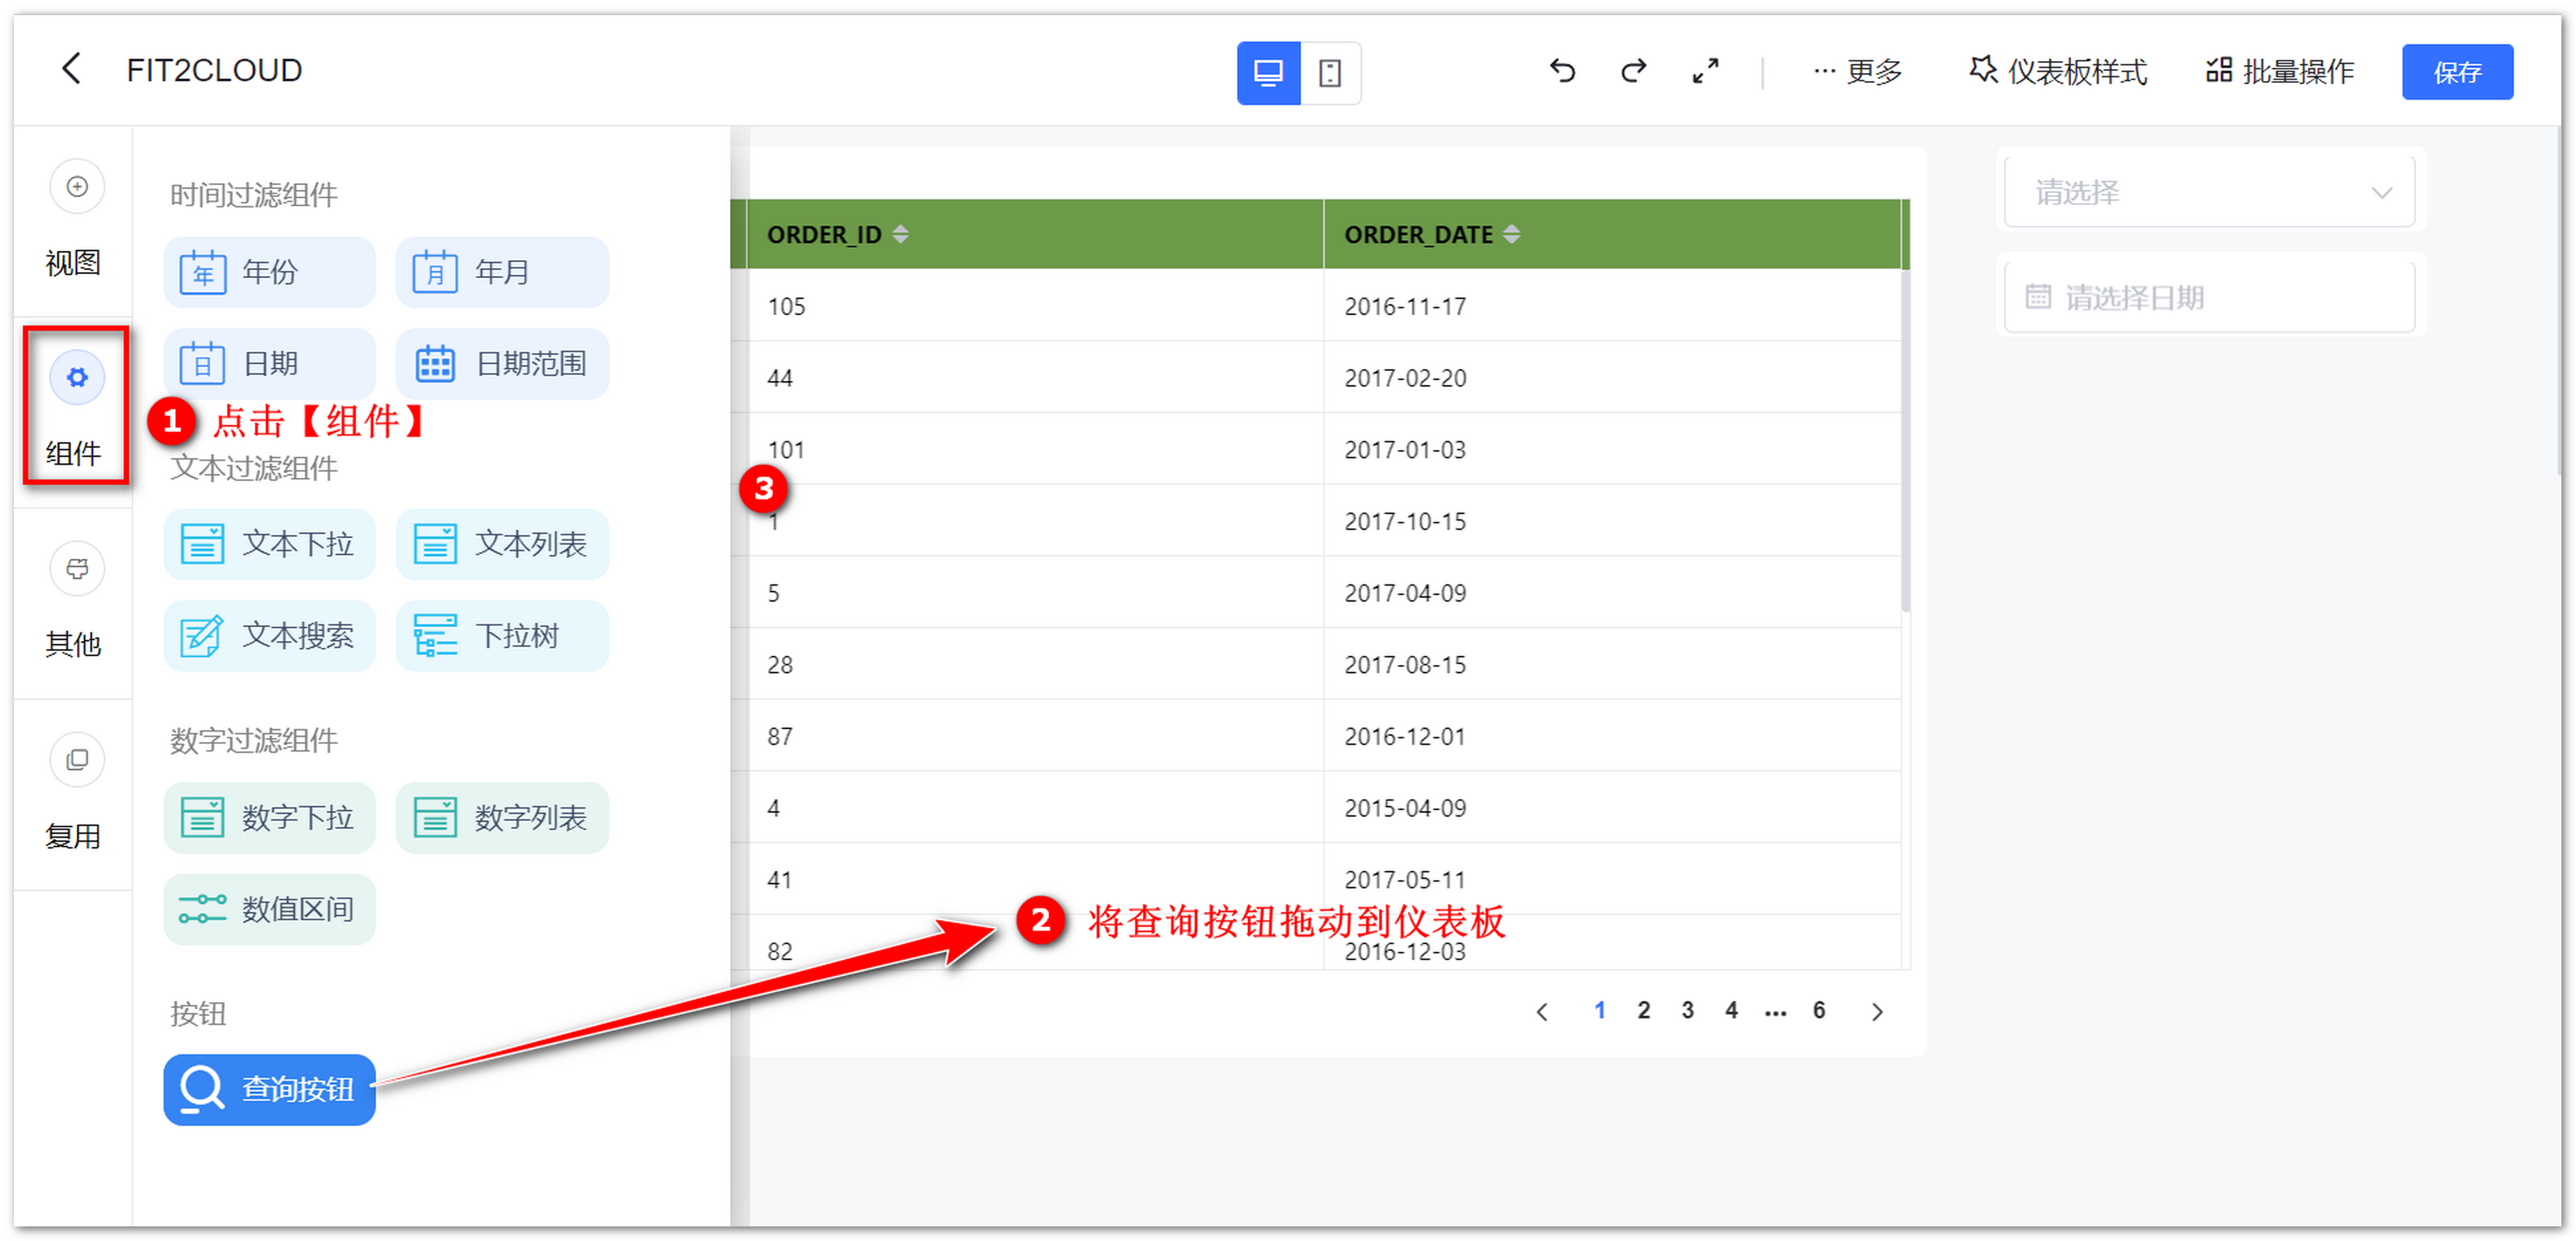 FIT2CLOUD
··· 更多
仪表板样式
批量操作
保存
视图
组件
其他
复用
时间过滤组件
年 年份
月 年月
日 日期
日期范围
1 点击【组件】
文本过滤组件
文本下拉
文本列表
文本搜索
下拉树
数字过滤组件
数字下拉
数字列表
数值区间
按钮
查询按钮
ORDER_ID ORDER_DATE
105 2016-11-17
44 2017-02-20
101 2017-01-03
3
1 2017-10-15
5 2017-04-09
28 2017-08-15
87 2016-12-01
4 2015-04-09
41 2017-05-11
2 将查询按钮拖动到仪表板
82 2016-12-03
1 2 3 4 ... 6
请选择
请选择日期